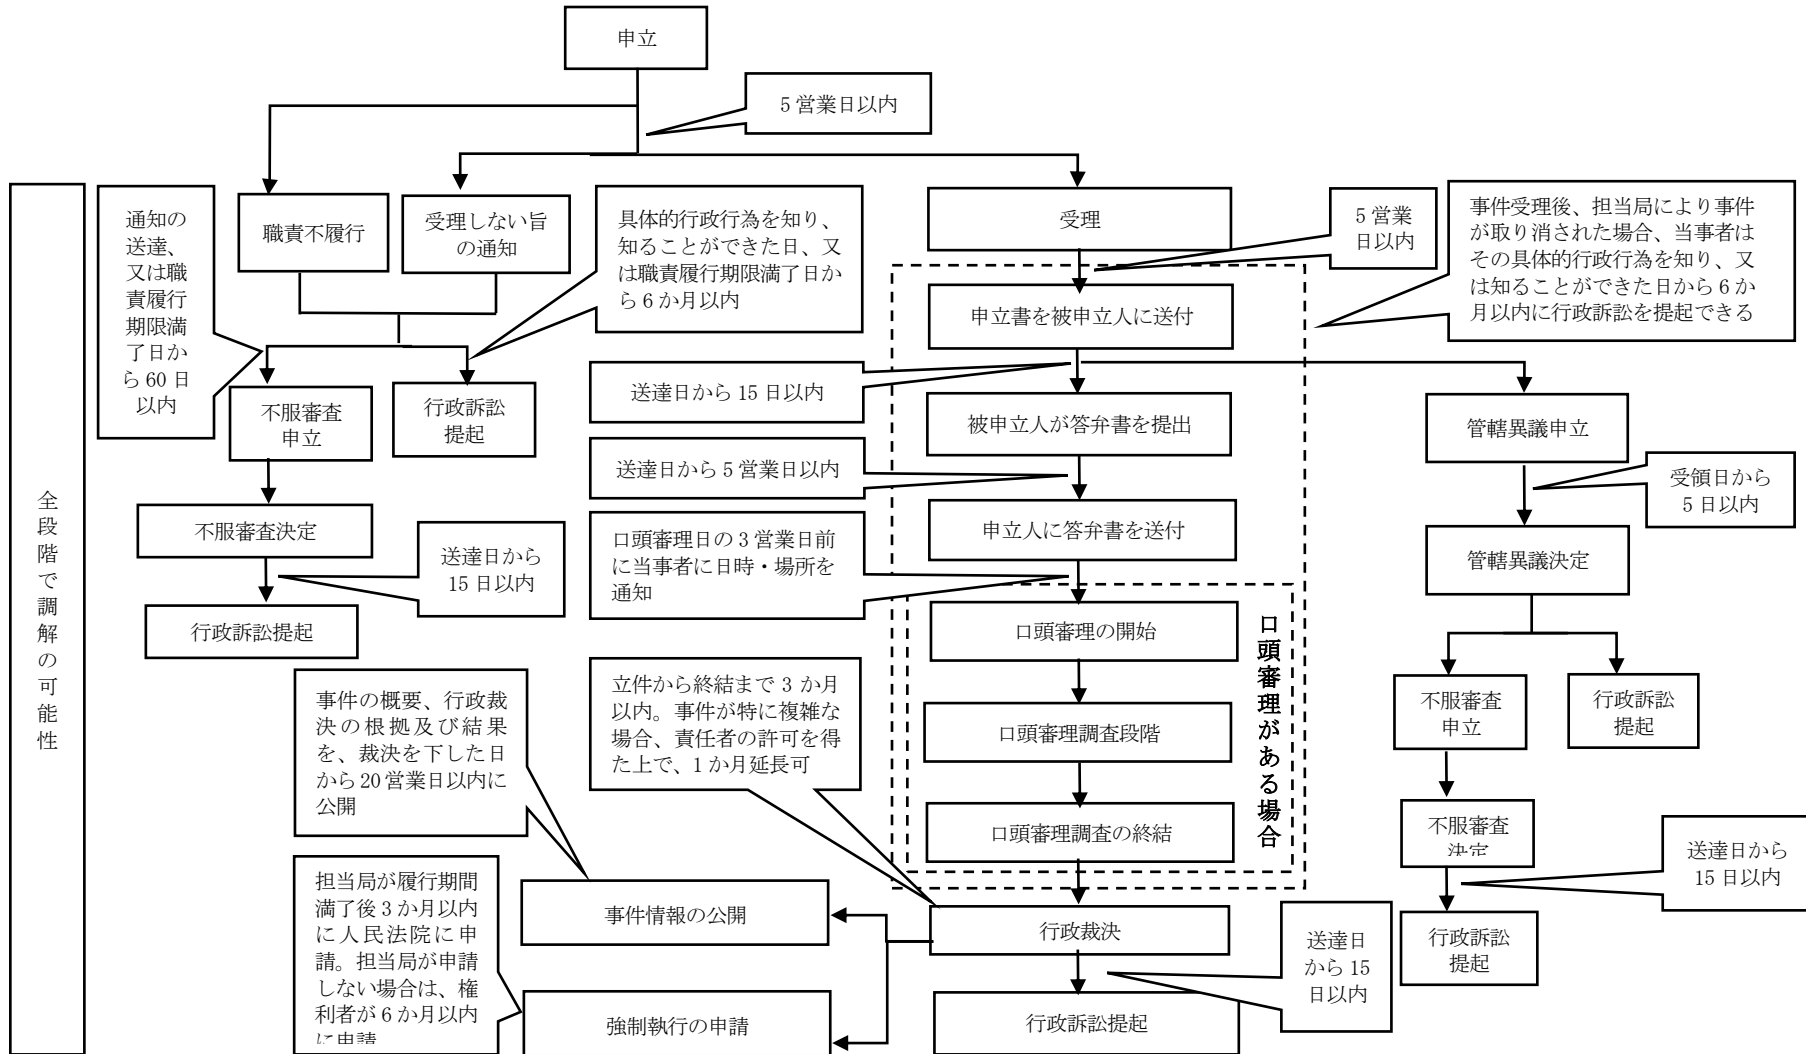 申立
5 営業日以内
全段階で調解の可能性
通知の
送達、
又は職
責履行
期限満
了日か
ら 60 日
以内
職責不履行
受理しない旨
の通知
具体的行政行為を知り、
知ることができた日、又
は職責履行期限満了日か
ら 6 か月以内
受理
5 営業
日以内
事件受理後、担当局により事件
が取り消された場合、当事者は
その具体的行政行為を知り、又
は知ることができた日から 6 か
月以内に行政訴訟を提起できる
申立書を被申立人に送付
送達日から 15 日以内
不服審査
申立
行政訴訟
提起
被申立人が答弁書を提出
管轄異議申立
送達日から 5 営業日以内
受領日から
5 日以内
不服審査決定
送達日から
15 日以内
行政訴訟提起
口頭審理日の 3 営業日前
に当事者に日時・場所を
通知
申立人に答弁書を送付
管轄異議決定
口頭審理がある場合
口頭審理の開始
口頭審理調査段階
口頭審理調査の終結
不服審査
申立
行政訴訟
提起
不服審査
決定
送達日から
15 日以内
行政訴訟
提起
事件の概要、行政裁
決の根拠及び結果
を、裁決を下した日
から 20 営業日以内に
公開
立件から終結まで 3 か月
以内。事件が特に複雑な
場合、責任者の許可を得
た上で、1 か月延長可
担当局が履行期間
満了後 3 か月以内
に人民法院に申
請。担当局が申請
しない場合は、権
利者が 6 か月以内
に申請
事件情報の公開
行政裁決
送達日
から 15
日以内
強制執行の申請
行政訴訟提起